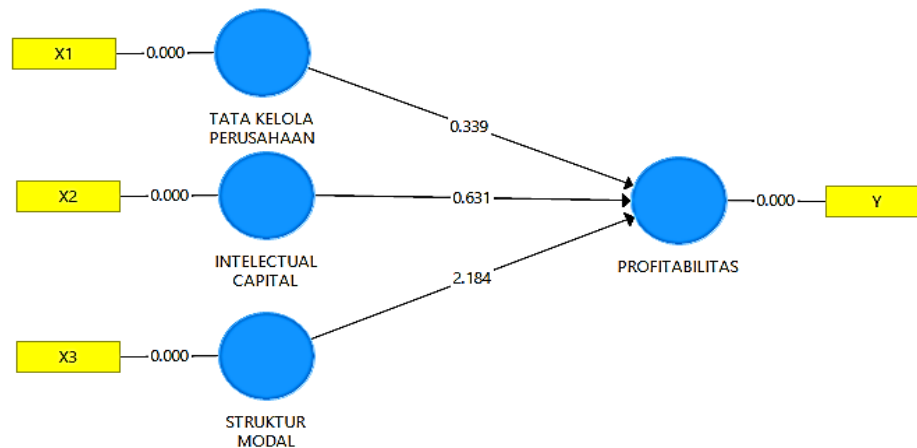 X1
0.000
TATA KELOLA
PERUSAHAAN
0.339
X2
0.000
INTELECTUAL
CAPITAL
0.631
PROFITABILITAS
0.000
Y
2.184
X3
0.000
STRUKTUR
MODAL